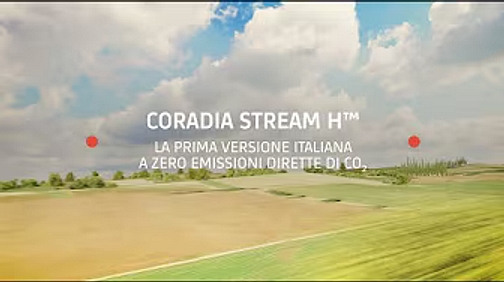 CORADIA STREAM H™
LA PRIMA VERSIONE ITALIANA
A ZERO EMISSIONI DIRETTE DI CO₂